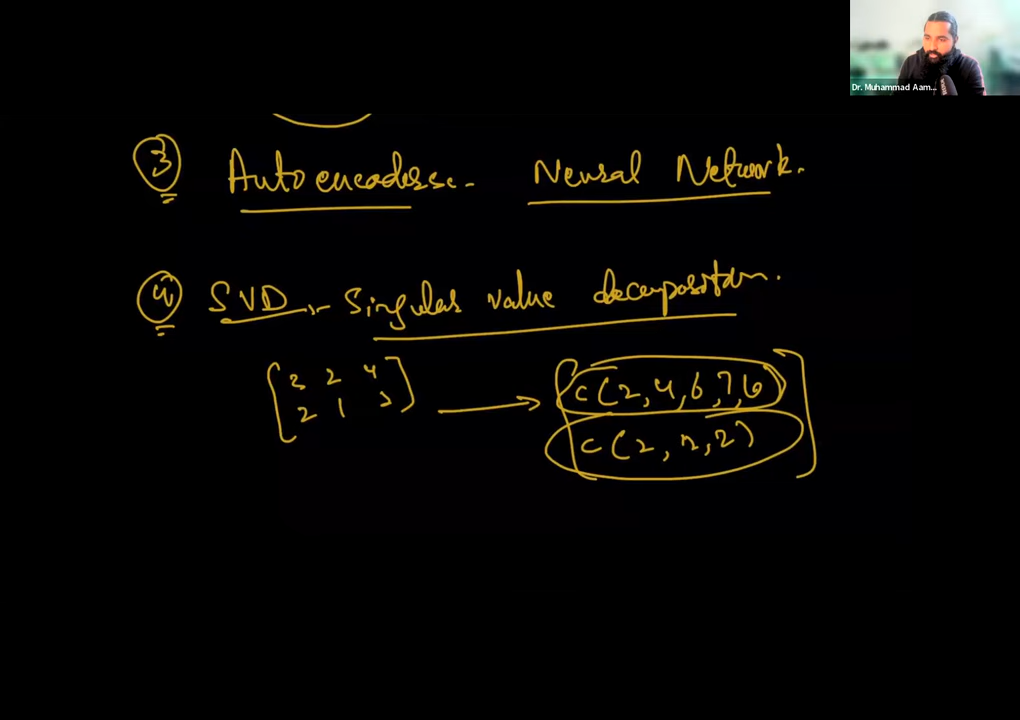 Dr. Muhammad Aam...
③ Autoencoders:-. Neural Network.
④ SVD:- Singular value decomposition.
3 2 4
2 1
c(2,4,6,7,6)
c(2,2,2)